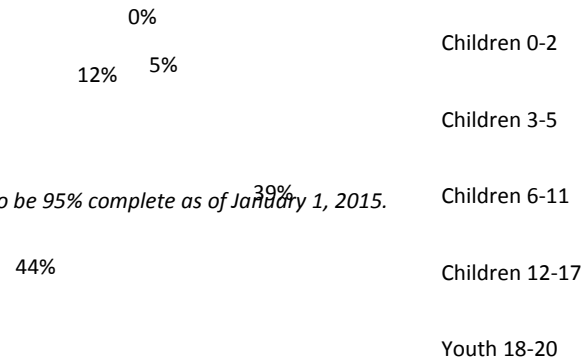 0%
5%
12%
39%
o be 95% complete as of January 1, 2015.
44%
Children 0-2
Children 3-5
Children 6-11
Children 12-17
Youth 18-20